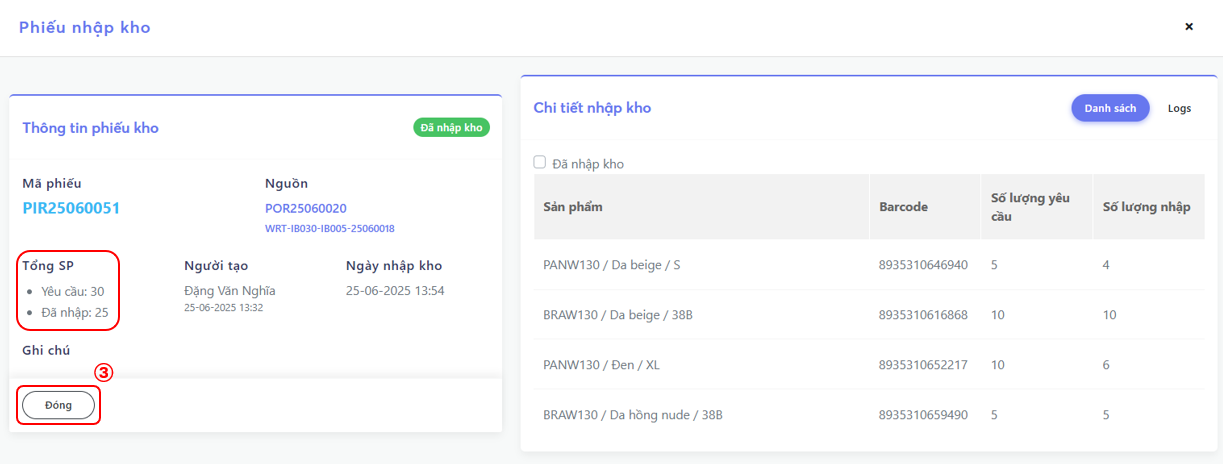 Phiếu nhập kho
×
Thông tin phiếu kho
Đã nhập kho
Mã phiếu
Nguồn
PIR25060051
POR25060020
WRT-IB030-IB005-25060018
Tổng SP
Người tạo
Ngày nhập kho
Yêu cầu: 30
Đặng Văn Nghĩa
25-06-2025 13:54
Đã nhập: 25
25-06-2025 13:32
Ghi chú
③
Đóng
Chi tiết nhập kho
Danh sách
Logs
Đã nhập kho
Sản phẩm
Barcode
Số lượng yêu
cầu
Số lượng nhập
PANW130 / Da beige / S
8935310646940
5
4
BRAW130 / Da beige / 38B
8935310616868
10
10
PANW130 / Đen / XL
8935310652217
10
6
BRAW130 / Da hồng nude / 38B
8935310659490
5
5